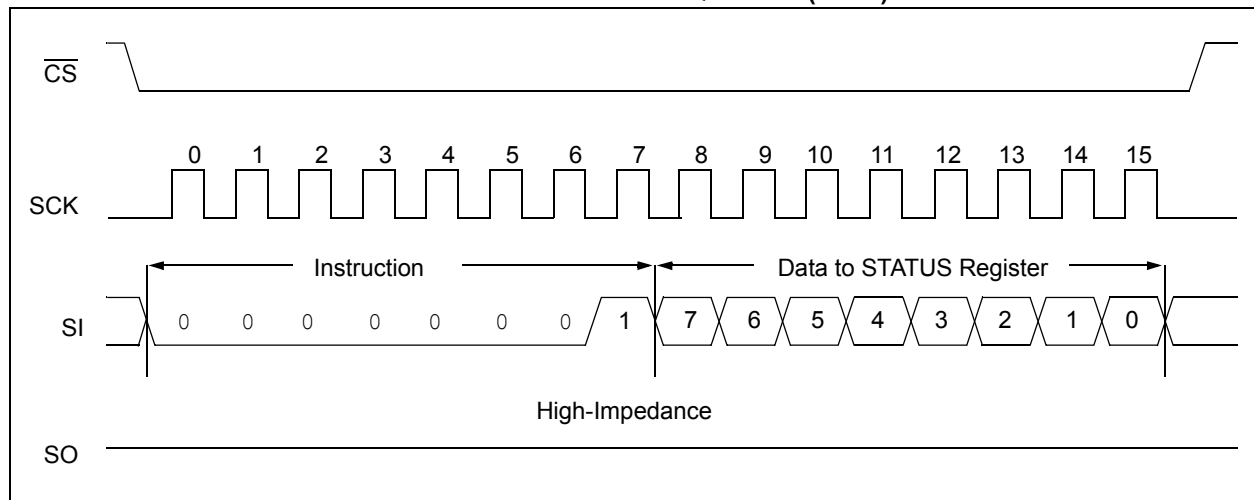 CS
0 1 2 3 4 5 6 7 8 9 10 11 12 13 14 15
SCK
Instruction Data to STATUS Register
SI 0 0 0 0 0 0 0 1 7 6 5 4 3 2 1 0
High-Impedance
SO